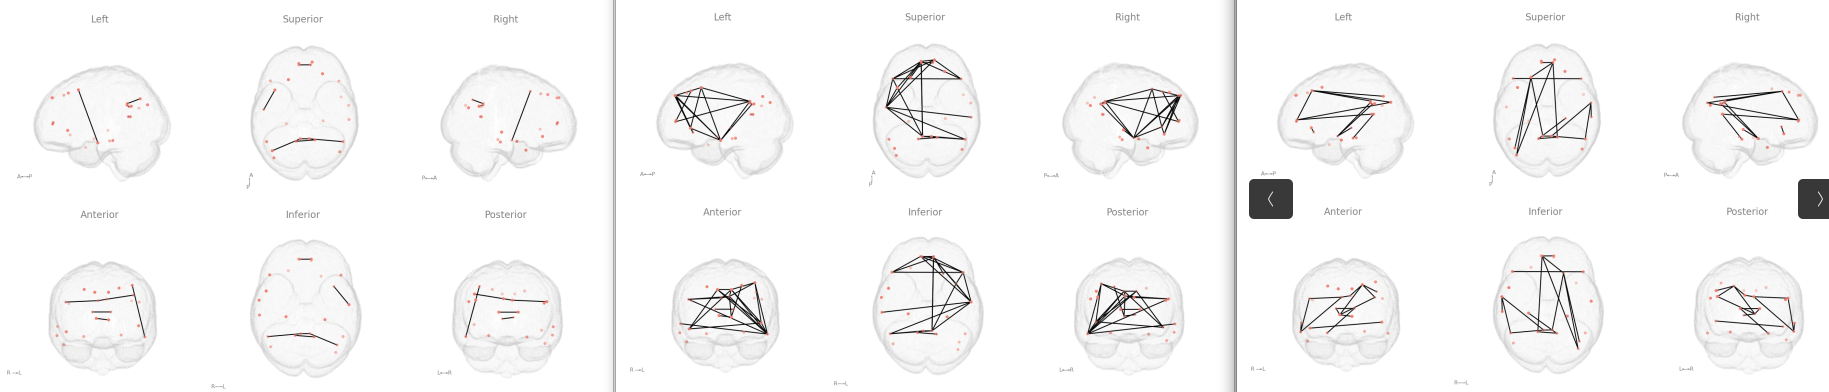 Left Superior Right
A⟷P
A
P
P⟷A
Anterior Inferior Posterior
R⟷L
R⟷L
L⟷R
Left Superior Right
A⟷P
A
P
P⟷A
Anterior Inferior Posterior
R⟷L
R⟷L
L⟷R
Left Superior Right
A⟷P
A
P
P⟷A
Anterior Inferior Posterior
R⟷L
R⟷L
L⟷R